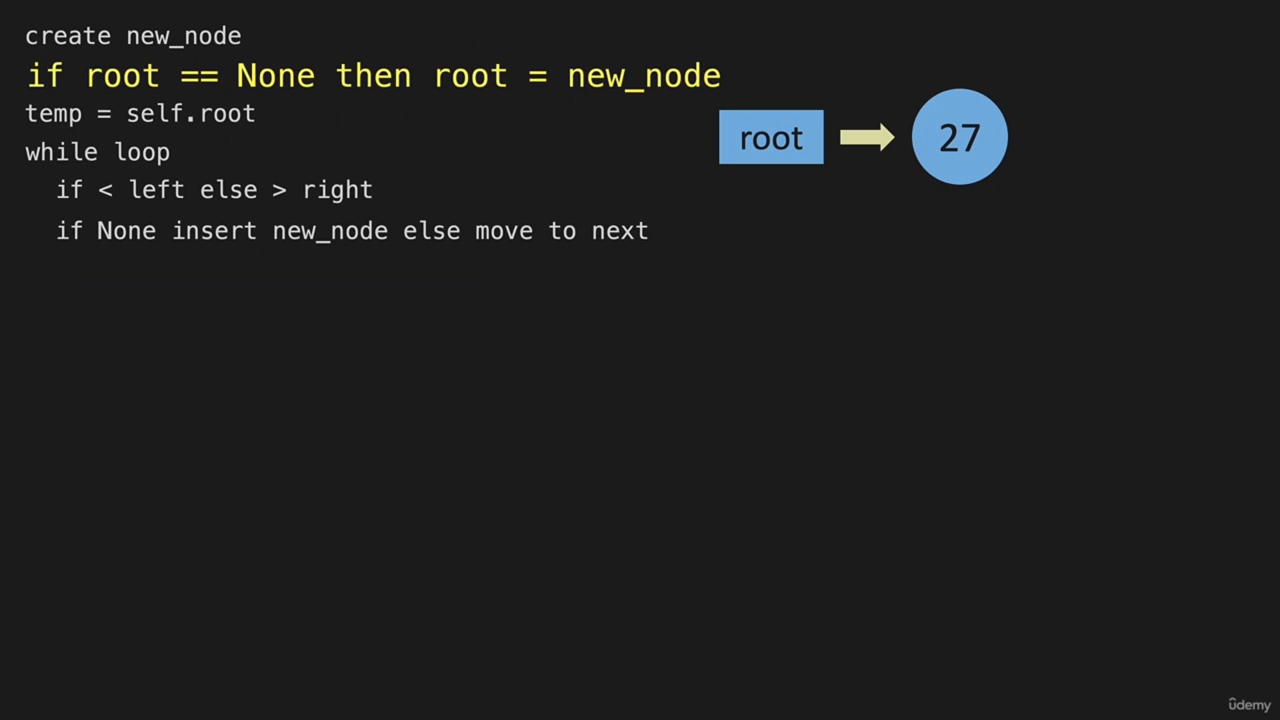 create new_node
if root == None then root = new_node
temp = self.root
while loop
if < left else > right
if None insert new_node else move to next
root
27
ûdemy